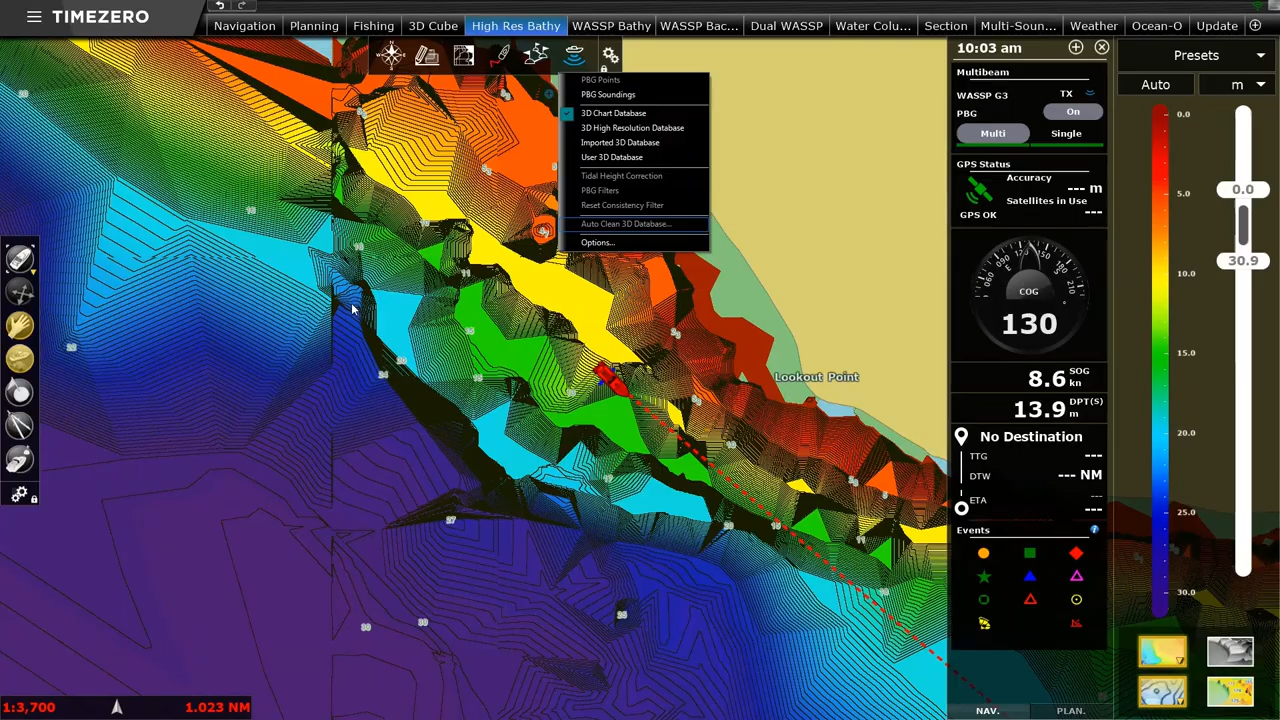 TIMEZERO
Navigation Planning Fishing 3D Cube High Res Bathy WASSP Bathy WASSP Bac... Dual WASSP Water Colu... Section Multi-Soun... Weather Ocean-O Update
PBG Points
PBG Soundings
3D Chart Database
3D High Resolution Database
Imported 3D Database
User 3D Database
Tidal Height Correction
PBG Filters
Reset Consistency Filter
Auto Clean 3D Database...
Options...
Lookout Point
1:3,700
1.023 NM
10:03 am
Multibeam
WASSP G3 TX
PBG On
Multi Single
GPS Status
Accuracy
--- m
Satellites in Use
GPS OK ---
COG
130
8.6 SOG kn
13.9 DPT(S) m
No Destination
TTG ---
DTW --- NM
ETA ---
---
Events
NAV. PLAN.
Presets
Auto m
0.0
5.0
10.0
15.0
20.0
25.0
30.0
0.0
30.9